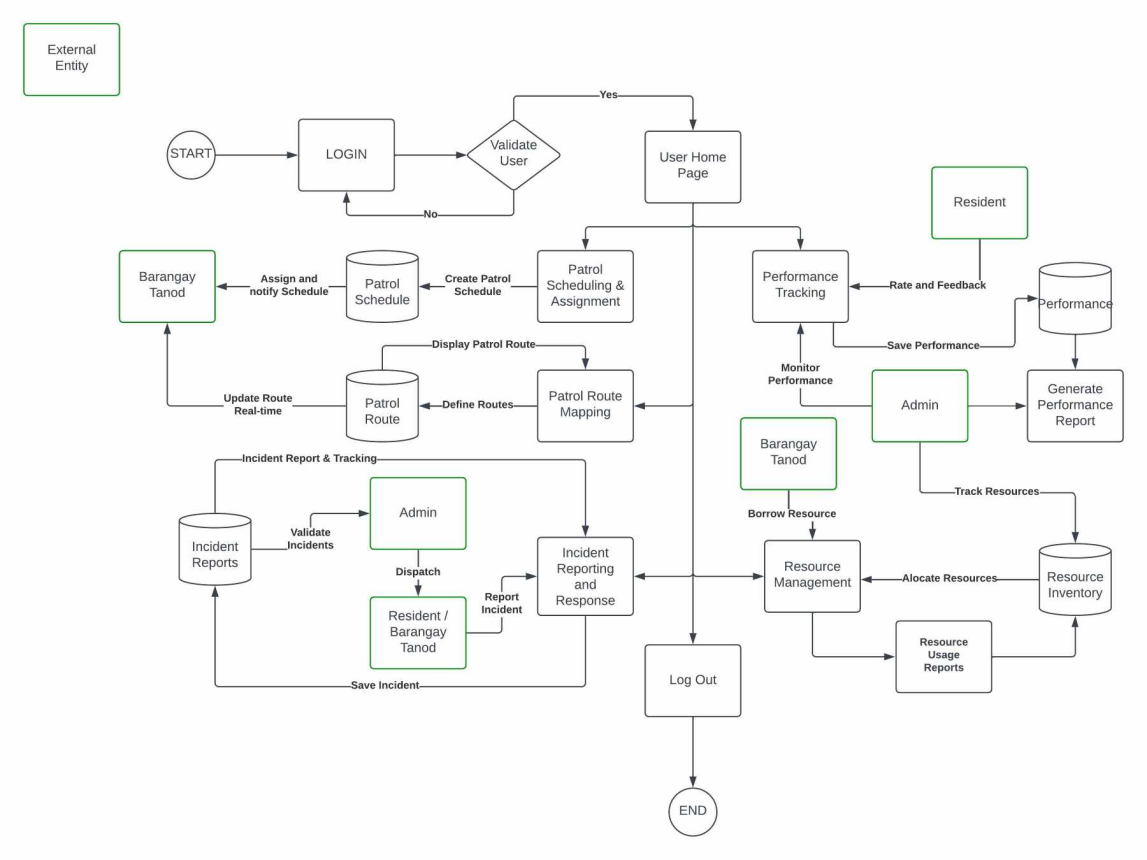 External
Entity
Yes
START
LOGIN
Validate
User
User Home
Page
No
Resident
Barangay
Tanod
Assign and
notify Schedule
Patrol
Schedule
Create Patrol
Schedule
Patrol
Scheduling &
Assignment
Performance
Tracking
Rate and Feedback
Performance
Save Performance
Display Patrol Route
Monitor
Performance
Update Route
Real-time
Patrol
Route
Define Routes
Patrol Route
Mapping
Admin
Generate
Performance
Report
Barangay
Tanod
Incident Report & Tracking
Track Resources
Admin
Borrow Resource
Validate
Incidents
Incident
Reports
Dispatch
Incident
Reporting
and
Response
Resource
Management
Alocate Resources
Resource
Inventory
Report
Incident
Resident /
Barangay
Tanod
Resource
Usage
Reports
Save Incident
Log Out
END